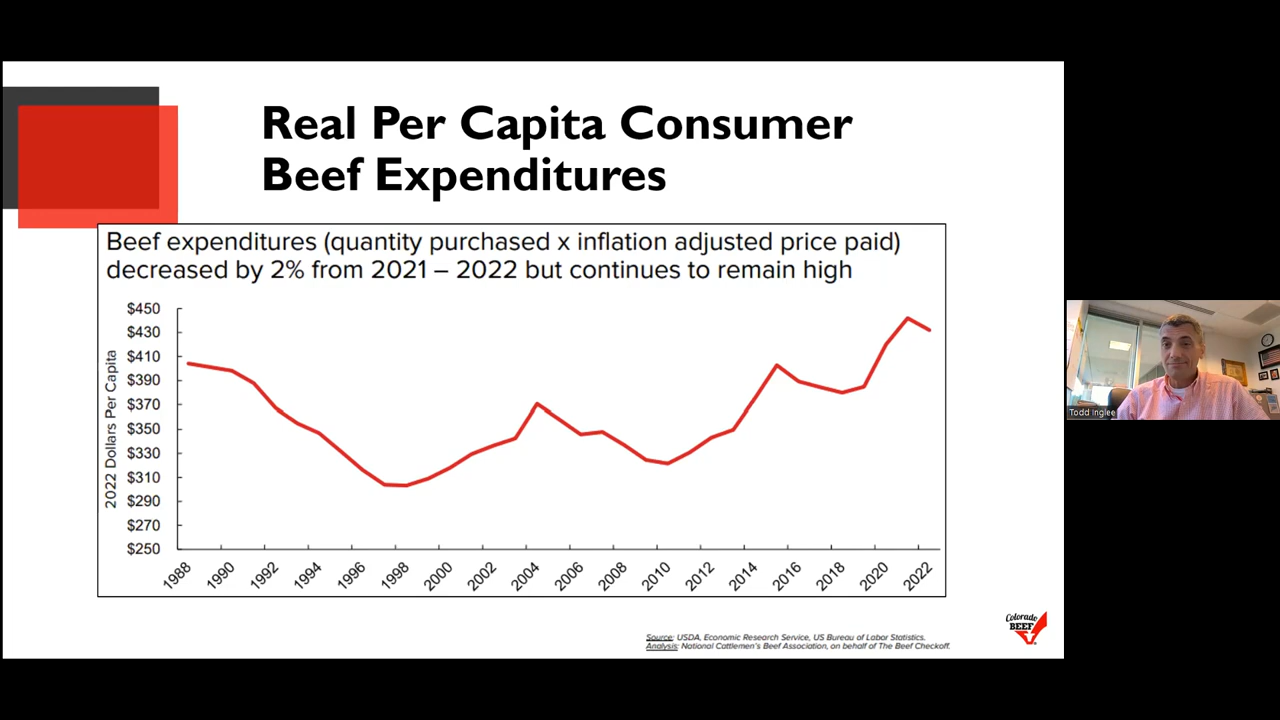 Real Per Capita Consumer
Beef Expenditures
Beef expenditures (quantity purchased x inflation adjusted price paid)
decreased by 2% from 2021 – 2022 but continues to remain high
2022 Dollars Per Capita
$450
$430
$410
$390
$370
$350
$330
$310
$290
$270
$250
1988 1990 1992 1994 1996 1998 2000 2002 2004 2006 2008 2010 2012 2014 2016 2018 2020 2022
Todd Inglee
Colorado
BEEF
Source: USDA, Economic Research Service, US Bureau of Labor Statistics.
Analysis: National Cattlemen's Beef Association, on behalf of The Beef Checkoff.